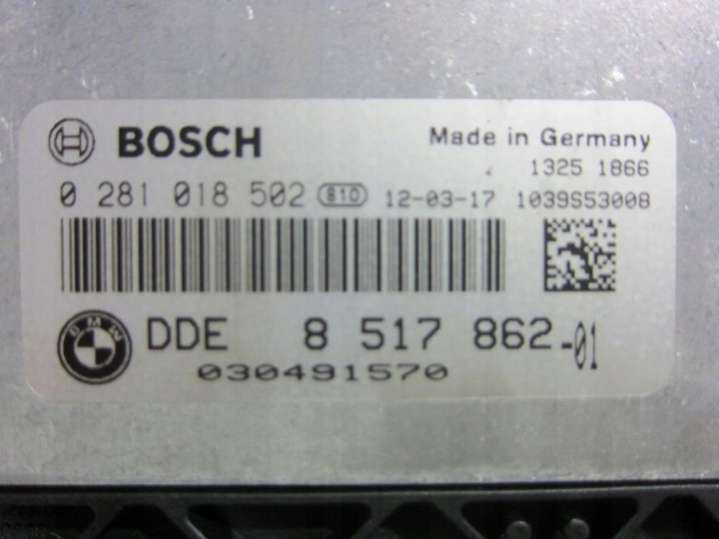 BOSCH Made in Germany
1325 1866
0 281 018 502 810 12-03-17 1039S53008
BMW DDE 8 517 862-01
030491570